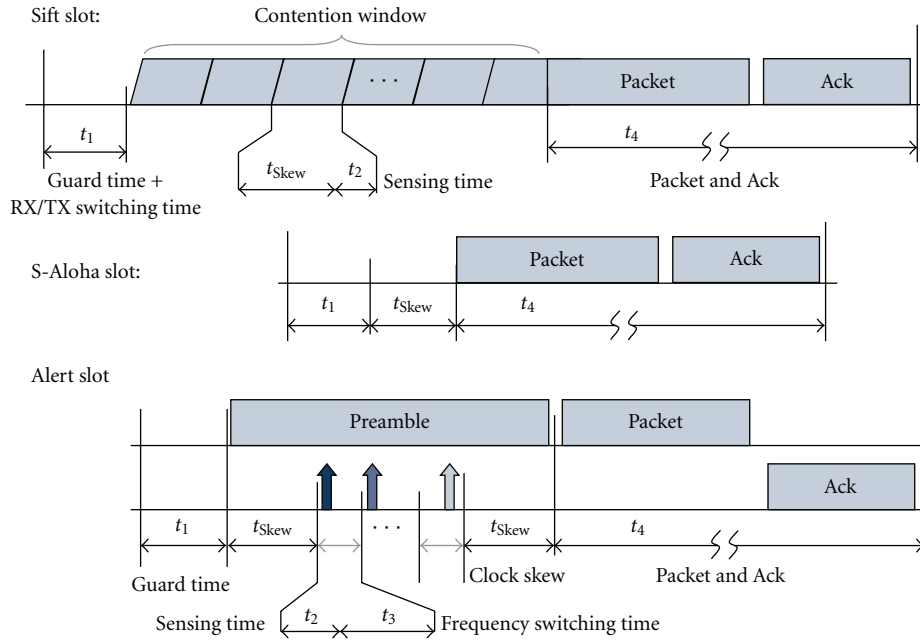 Sift slot:
Contention window
· · ·
Packet
Ack
t1
t4
tSkew
t2
Sensing time
Guard time +
RX/TX switching time
Packet and Ack
S-Aloha slot:
Packet
Ack
t1
tSkew
t4
Alert slot
Preamble
Packet
Ack
t1
tSkew
· · ·
tSkew
t4
Guard time
Clock skew
Packet and Ack
Sensing time
t2
t3
Frequency switching time